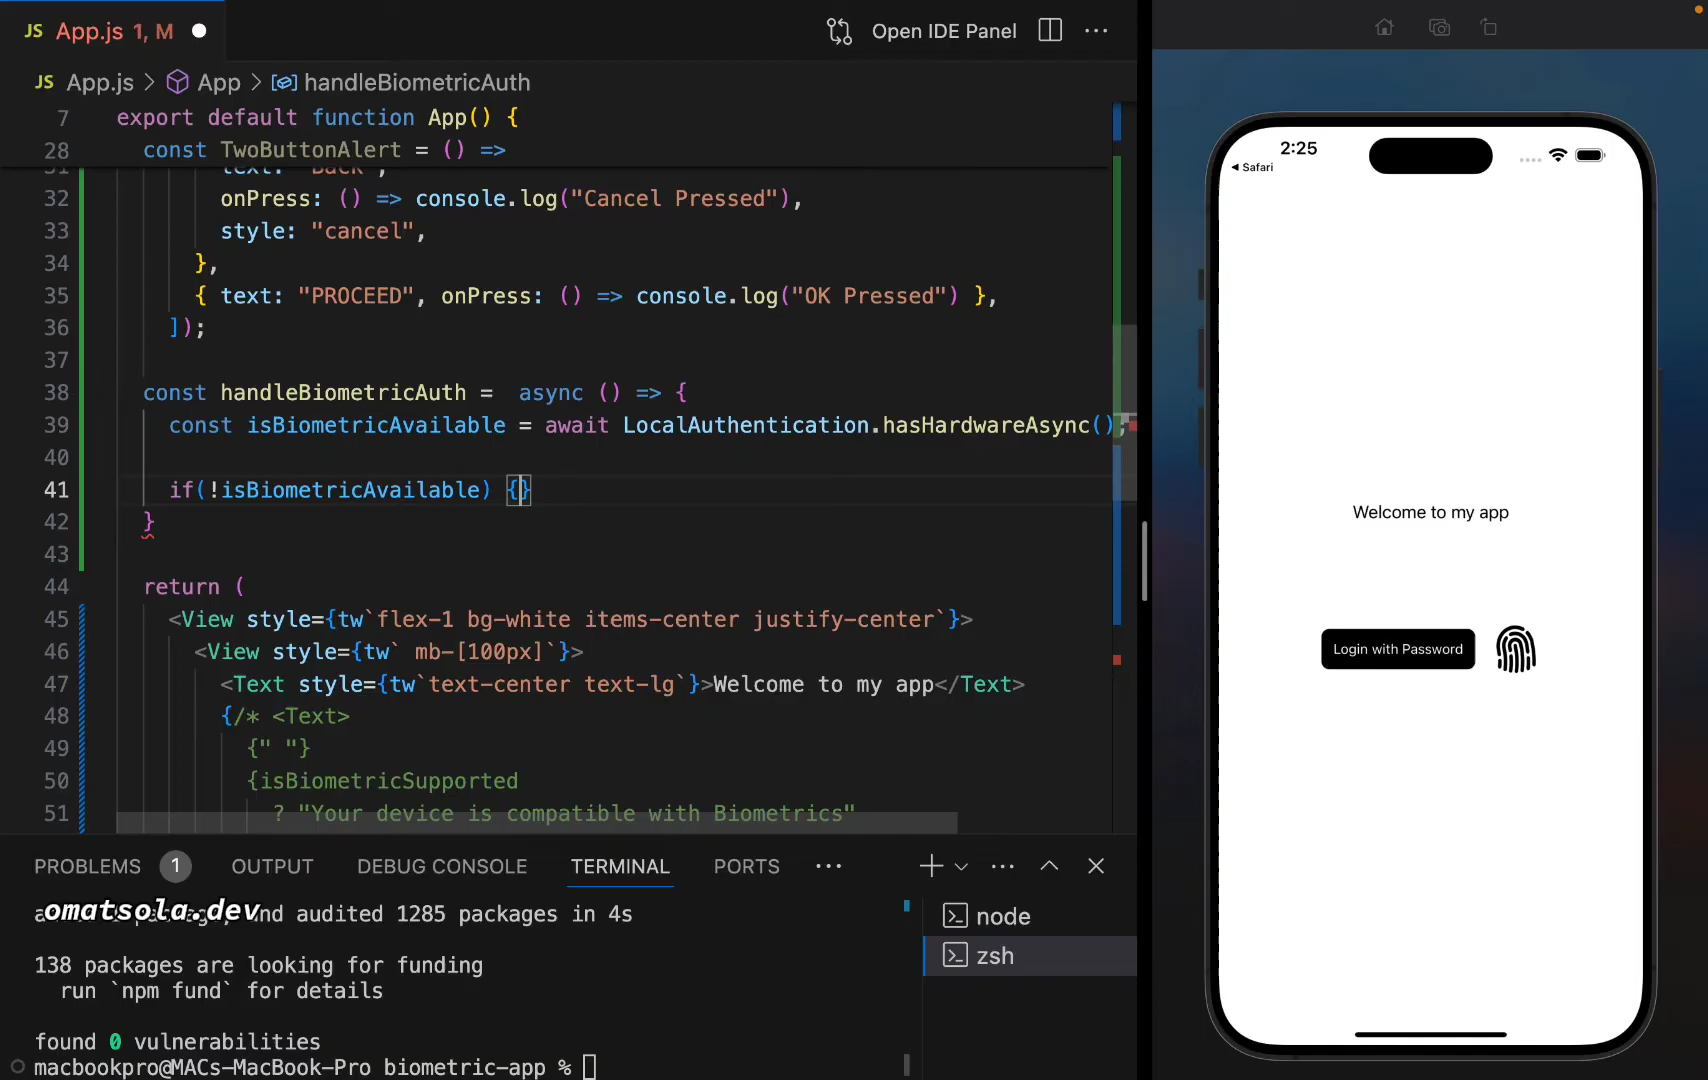 JS App.js 1, M
Open IDE Panel
JS App.js > App > handleBiometricAuth
7 export default function App() {
28 const TwoButtonAlert = () =>
31 text: "Back",
32 onPress: () => console.log("Cancel Pressed"),
33 style: "cancel",
34 },
35 { text: "PROCEED", onPress: () => console.log("OK Pressed") },
36 ]);
37
38 const handleBiometricAuth =  async () => {
39 const isBiometricAvailable = await LocalAuthentication.hasHardwareAsync();
40
41 if(!isBiometricAvailable) {}
42 }
43
44 return (
45 <View style={tw`flex-1 bg-white items-center justify-center`}>
46 <View style={tw` mb-[100px]`}>
47 <Text style={tw`text-center text-lg`}>Welcome to my app</Text>
48 {/* <Text>
49 {" "}
50 {isBiometricSupported
51 ? "Your device is compatible with Biometrics"
PROBLEMS 1 OUTPUT DEBUG CONSOLE TERMINAL PORTS
omatsola.dev
and audited 1285 packages in 4s
138 packages are looking for funding
run `npm fund` for details
found 0 vulnerabilities
macbookpro@MACs-MacBook-Pro biometric-app %
node
zsh
2:25
Safari
Welcome to my app
Login with Password